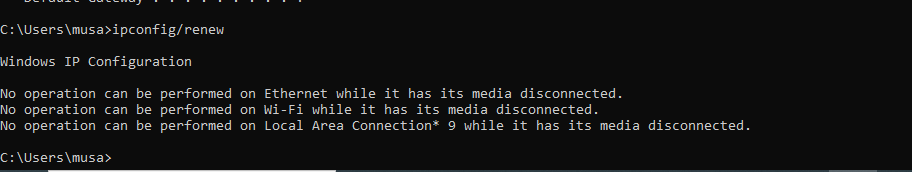 Default Gateway . . . . . . . . . :
C:\Users\musa>ipconfig/renew
Windows IP Configuration
No operation can be performed on Ethernet while it has its media disconnected.
No operation can be performed on Wi-Fi while it has its media disconnected.
No operation can be performed on Local Area Connection* 9 while it has its media disconnected.
C:\Users\musa>